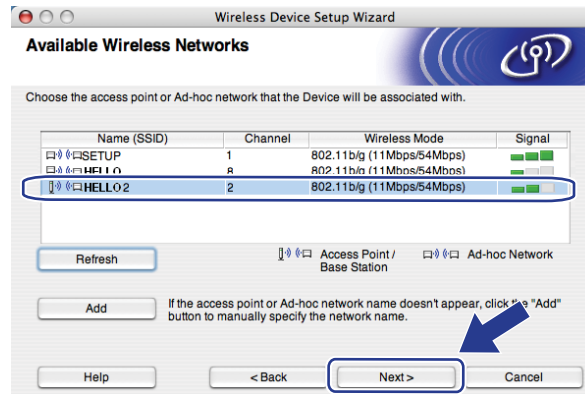 Wireless Device Setup Wizard
Available Wireless Networks
Choose the access point or Ad-hoc network that the Device will be associated with.
Name (SSID) Channel Wireless Mode Signal
SETUP 1 802.11b/g (11Mbps/54Mbps)
HELLO 8 802.11b/g (11Mbps/54Mbps)
HELLO2 2 802.11b/g (11Mbps/54Mbps)
Refresh
Access Point /
Base Station
Ad-hoc Network
Add
If the access point or Ad-hoc network name doesn't appear, click the "Add"
button to manually specify the network name.
Help < Back Next > Cancel